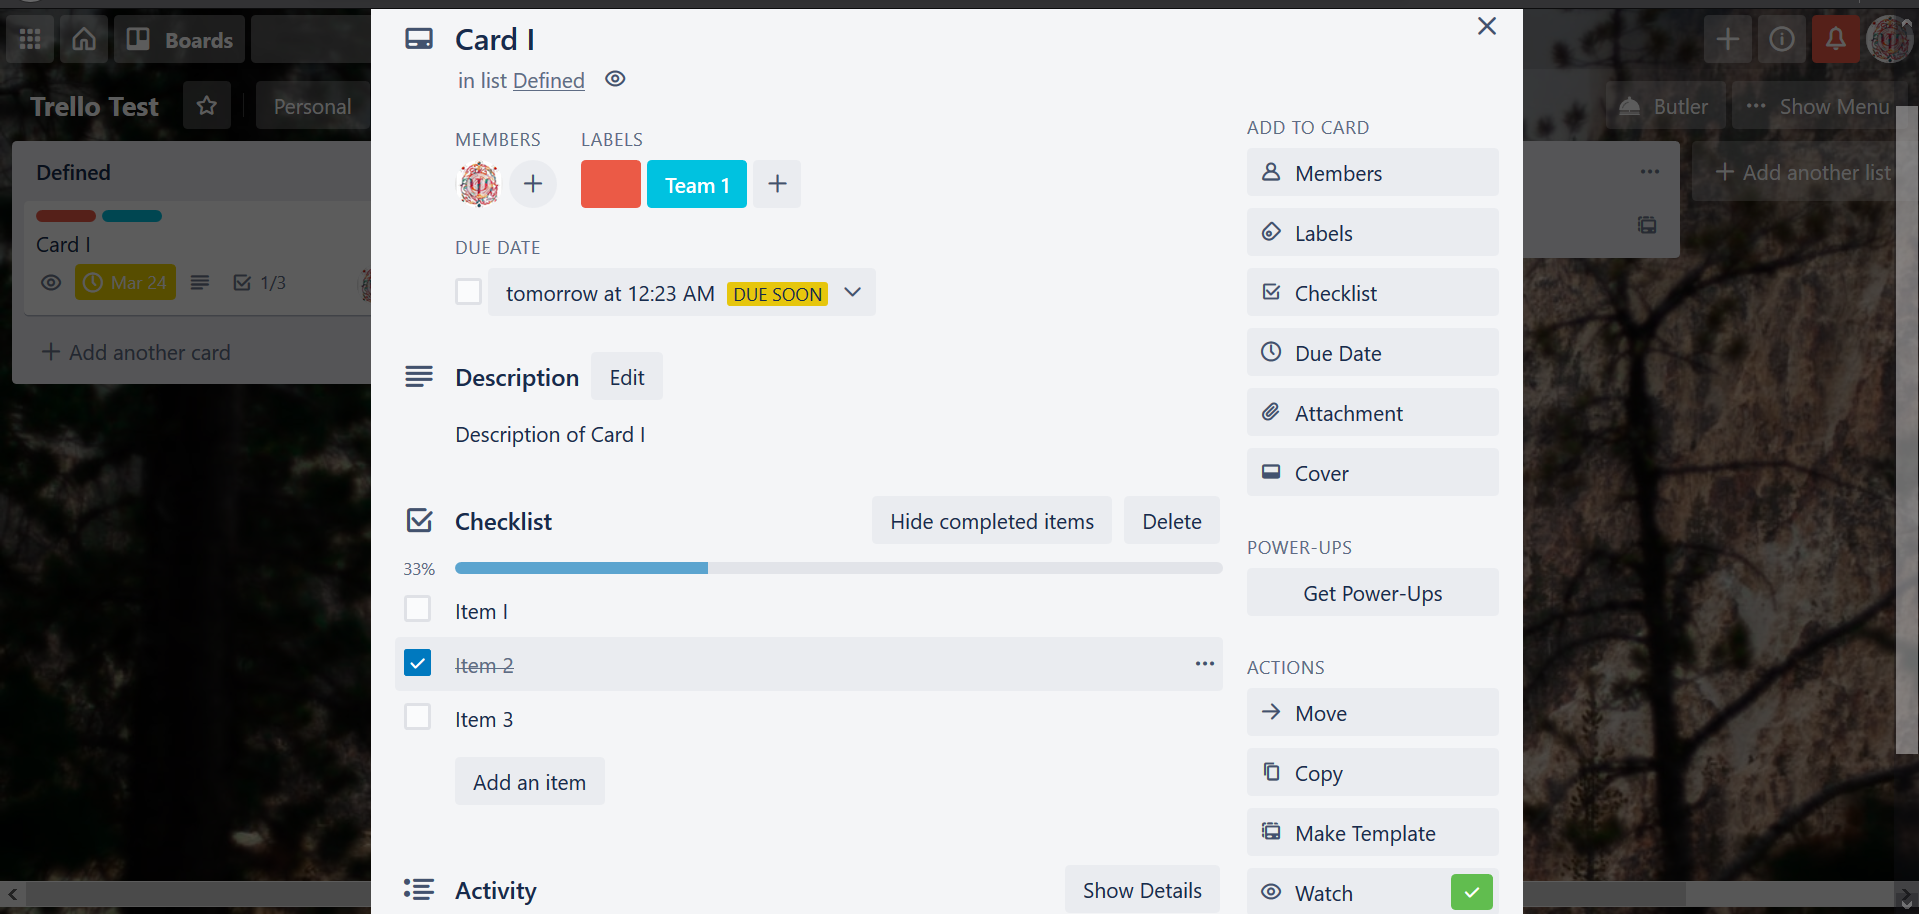 Boards
Trello Test
Personal
Butler
Show Menu
Defined
Card I
Mar 24
1/3
Add another card
Add another list
Card I
in list Defined
MEMBERS
LABELS
Team 1
DUE DATE
tomorrow at 12:23 AM DUE SOON
Description Edit
Description of Card I
Checklist
Hide completed items
Delete
33%
Item I
Item 2
Item 3
Add an item
Activity
Show Details
ADD TO CARD
Members
Labels
Checklist
Due Date
Attachment
Cover
POWER-UPS
Get Power-Ups
ACTIONS
Move
Copy
Make Template
Watch